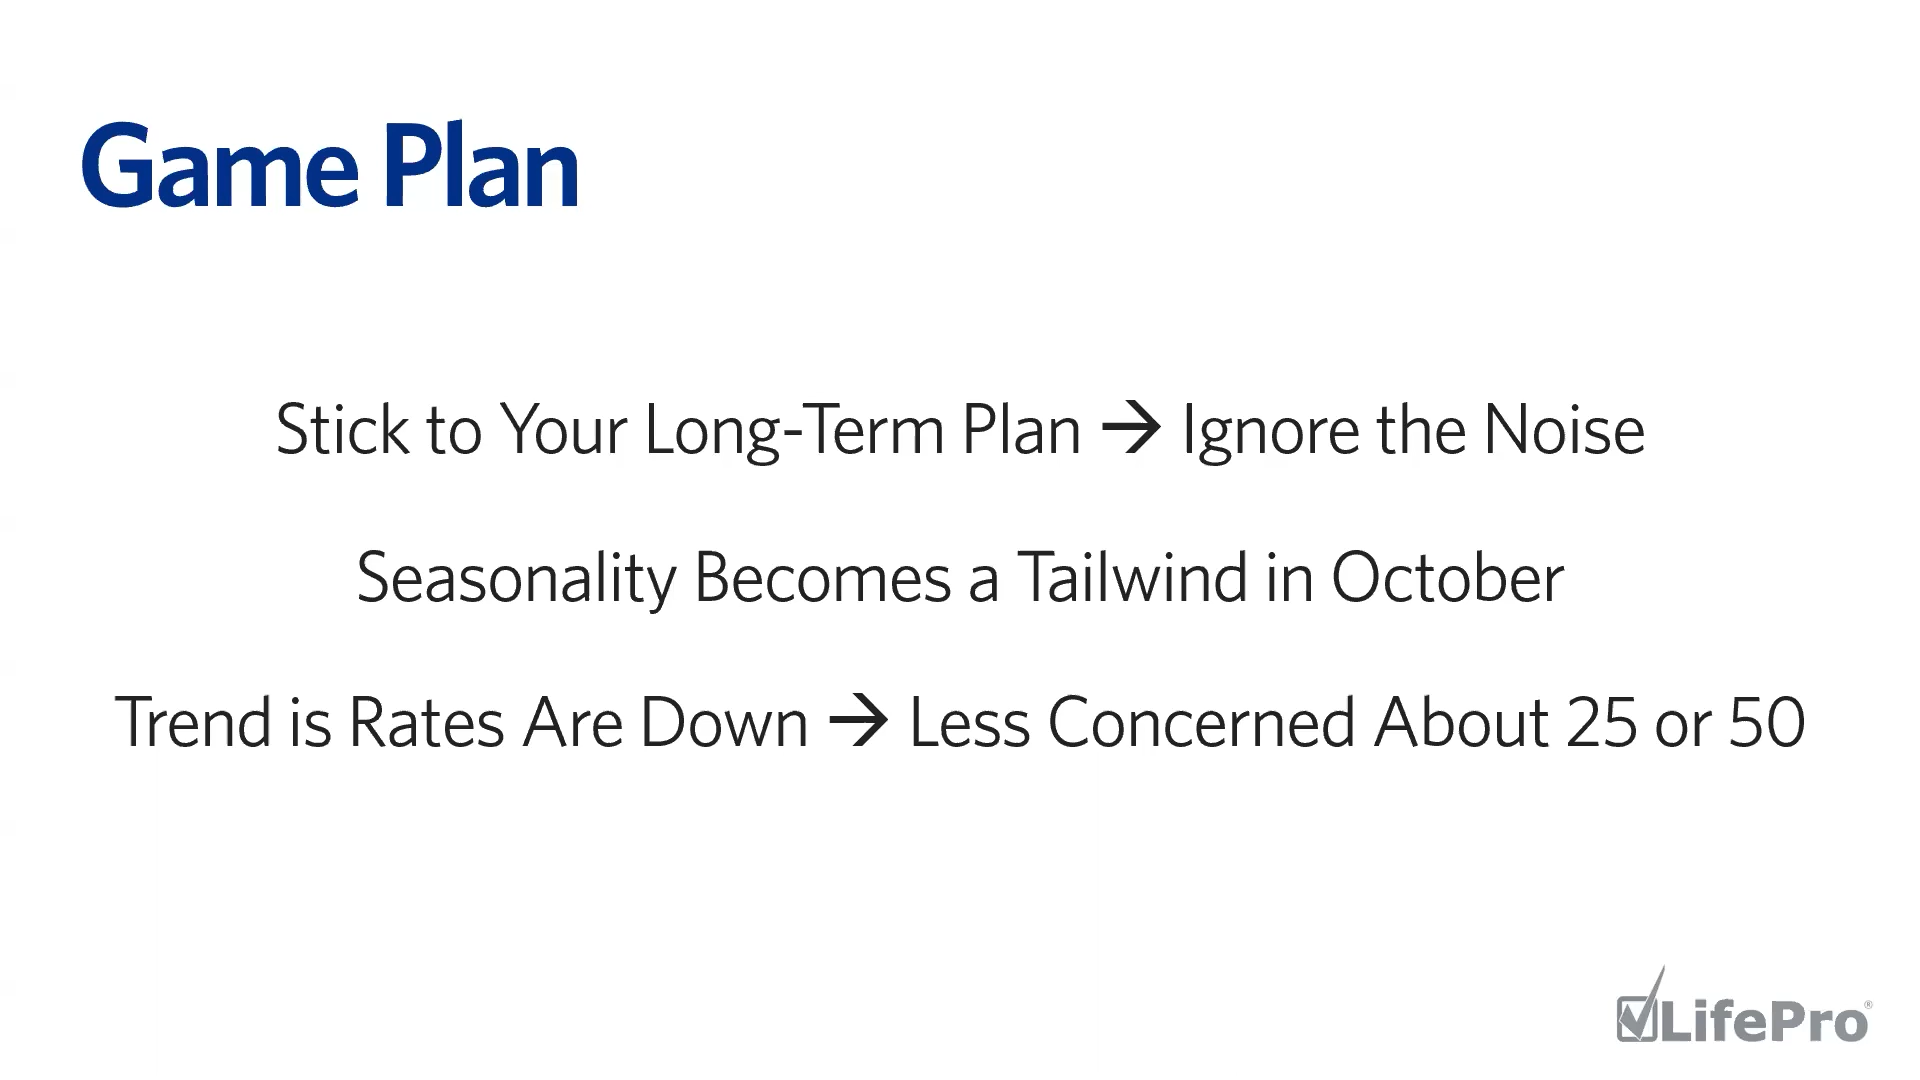 Game Plan
Stick to Your Long-Term Plan → Ignore the Noise
Seasonality Becomes a Tailwind in October
Trend is Rates Are Down → Less Concerned About 25 or 50
LifePro®